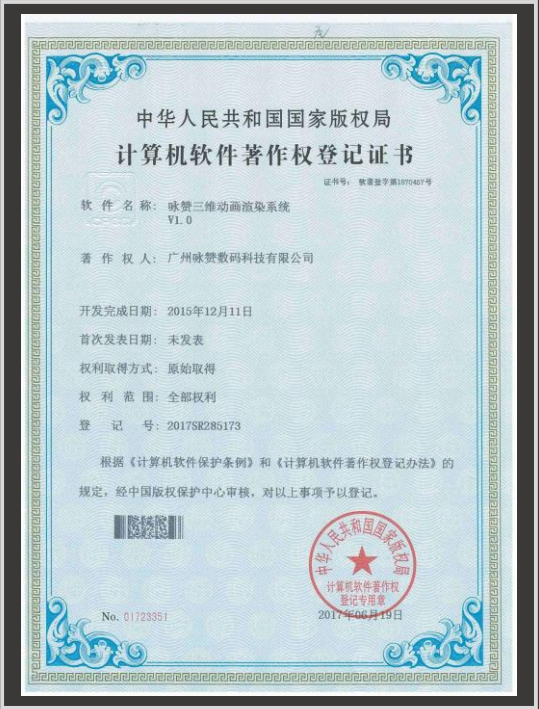 中华人民共和国国家版权局
计算机软件著作权登记证书
证书号： 软著登字第1870457号
软件名称： 咏赞三维动画渲染系统
V1.0
著作权人： 广州咏赞数码科技有限公司
开发完成日期： 2015年12月11日
首次发表日期： 未发表
权利取得方式： 原始取得
权利范围： 全部权利
登记号： 2017SR285173
根据《计算机软件保护条例》和《计算机软件著作权登记办法》的
规定，经中国版权保护中心审核，对以上事项予以登记。
中华人民共和国国家版权局
计算机软件著作权
登记专用章
No. 01723351
2017年06月19日